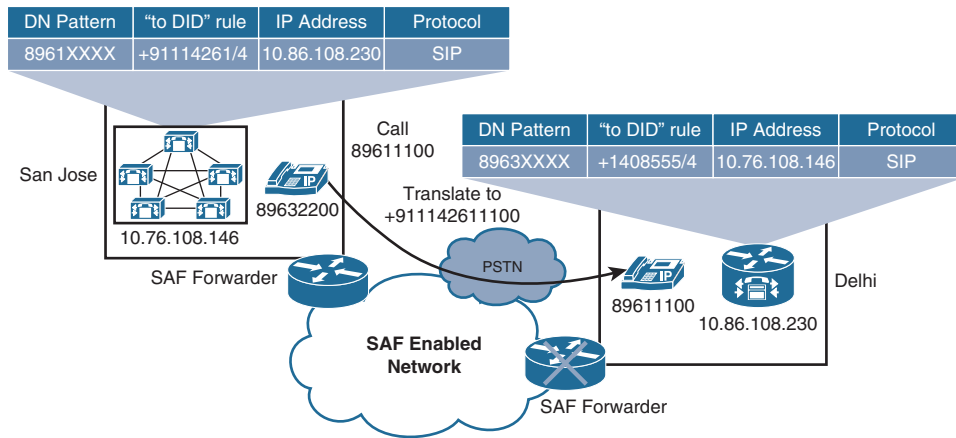 DN Pattern "to DID" rule IP Address Protocol
8961XXXX +91114261/4 10.86.108.230 SIP
DN Pattern "to DID" rule IP Address Protocol
8963XXXX +1408555/4 10.76.108.146 SIP
San Jose
10.76.108.146
IP
89632200
Call
89611100
Translate to
+911142611100
SAF Forwarder
PSTN
IP
89611100
10.86.108.230
Delhi
SAF Enabled
Network
SAF Forwarder